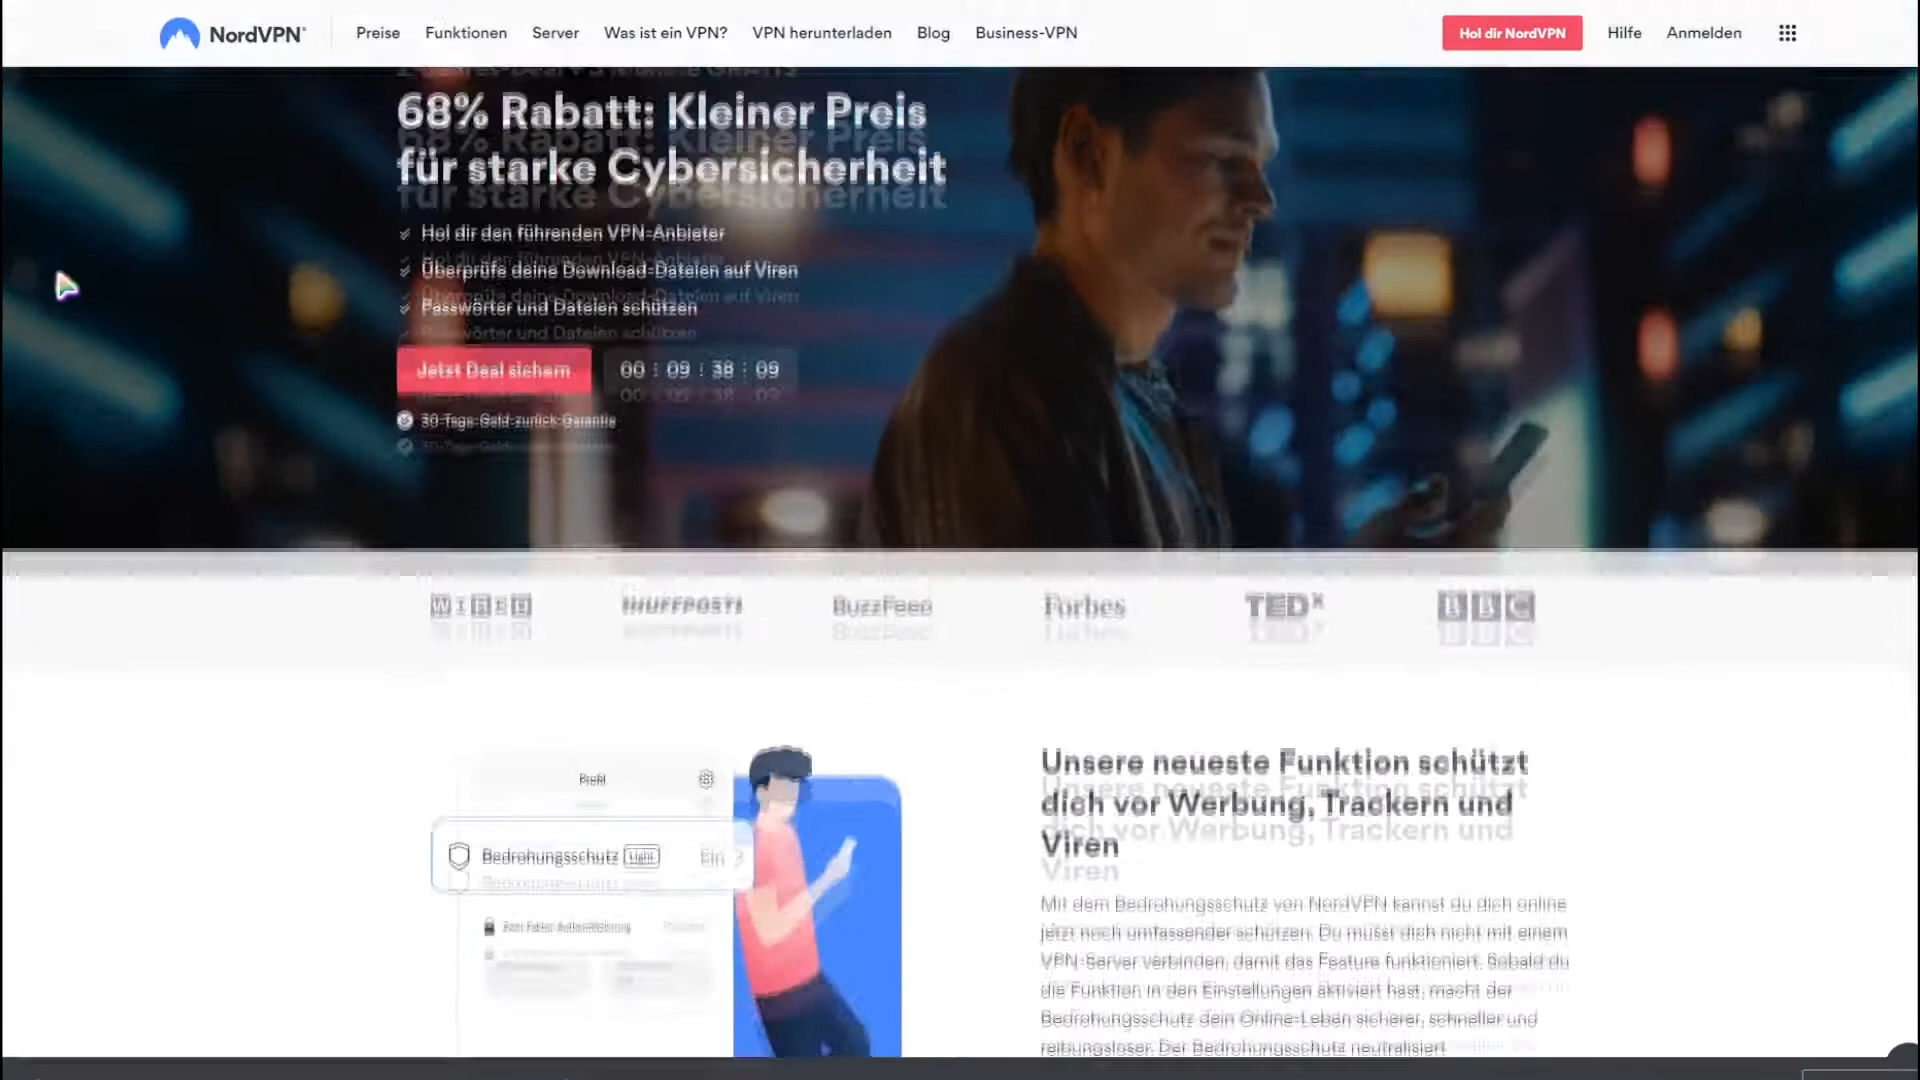 NordVPN®
Preise Funktionen Server Was ist ein VPN? VPN herunterladen Blog Business-VPN
Hol dir NordVPN Hilfe Anmelden
68% Rabatt: Kleiner Preis
für starke Cybersicherheit
Hol dir den führenden VPN-Anbieter
Überprüfe deine Download-Dateien auf Viren
Passwörter und Dateien schützen
Jetzt Deal sichern
00 : 09 : 38 : 09
30-Tage-Geld-zurück-Garantie
WIRED HUFFPOST BuzzFeed Forbes TEDx BBC
Profil
Bedrohungsschutz Light Ein
Zwei-Faktor-Authentifizierung
Unsere neueste Funktion schützt
dich vor Werbung, Trackern und
Viren
Mit dem Bedrohungsschutz von NordVPN kannst du dich online
jetzt noch umfassender schützen. Du musst dich nicht mit einem
VPN-Server verbinden, damit das Feature funktioniert. Sobald du
die Funktion in den Einstellungen aktiviert hast, macht der
Bedrohungsschutz dein Online-Leben sicherer, schneller und
reibungsloser. Der Bedrohungsschutz neutralisiert